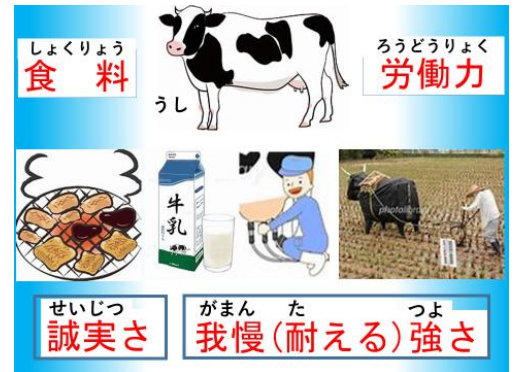 しょくりょう
食 料
うし
ろうどうりょく
労働力
牛乳
photolibrary
せいじつ
誠実さ
がまん た つよ
我慢(耐える)強さ